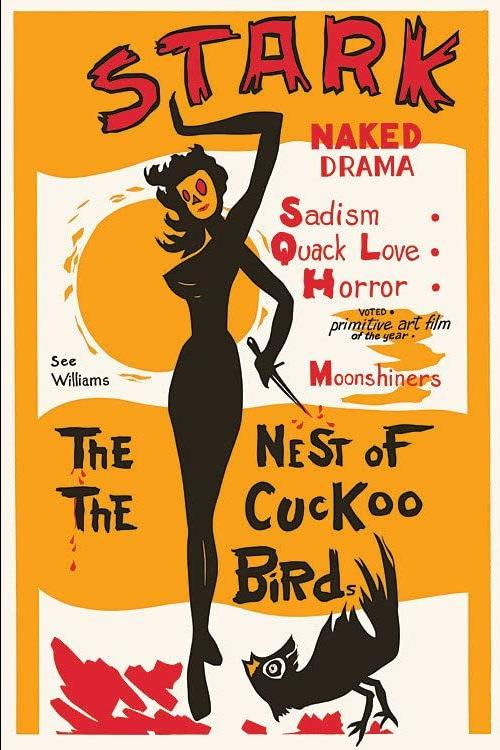 STARK
NAKED
DRAMA
Sadism •
Quack Love •
Horror •
VOTED •
primitive art film
of the year •
Moonshiners
See
Williams
The Nest of
The Cuckoo
Birds